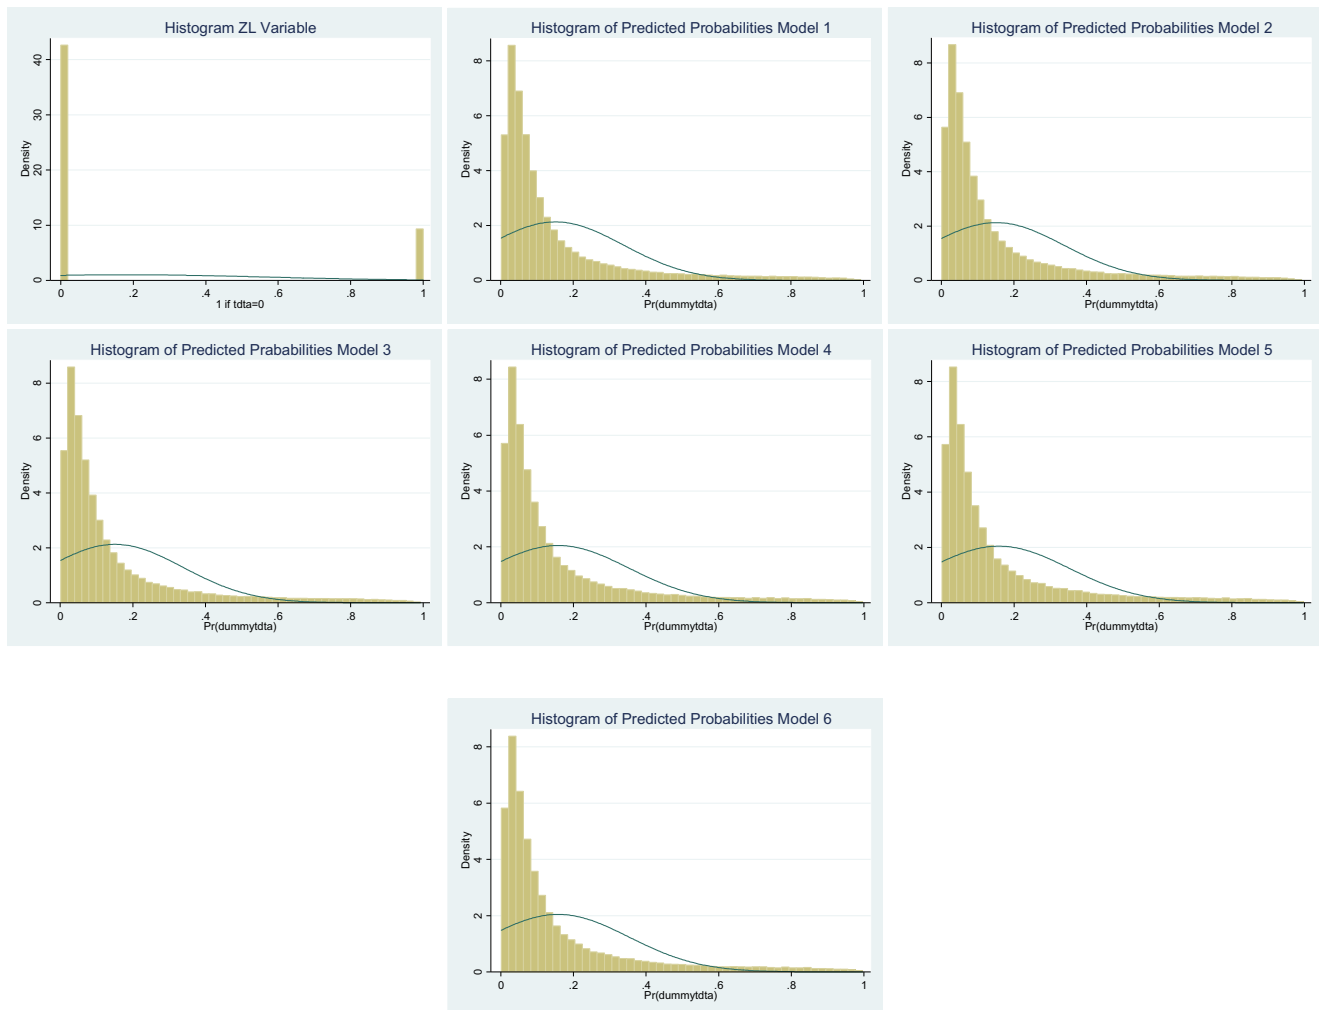 Histogram ZL Variable
Density
0 10 20 30 40
0 .2 .4 .6 .8 1
1 if tdta=0
Histogram of Predicted Probabilities Model 1
Density
0 2 4 6 8
0 .2 .4 .6 .8 1
Pr(dummytdta)
Histogram of Predicted Probabilities Model 2
Density
0 2 4 6 8
0 .2 .4 .6 .8 1
Pr(dummytdta)
Histogram of Predicted Prababilities Model 3
Density
0 2 4 6 8
0 .2 .4 .6 .8 1
Pr(dummytdta)
Histogram of Predicted Probabilities Model 4
Density
0 2 4 6 8
0 .2 .4 .6 .8 1
Pr(dummytdta)
Histogram of Predicted Probabilities Model 5
Density
0 2 4 6 8
0 .2 .4 .6 .8 1
Pr(dummytdta)
Histogram of Predicted Probabilities Model 6
Density
0 2 4 6 8
0 .2 .4 .6 .8 1
Pr(dummytdta)